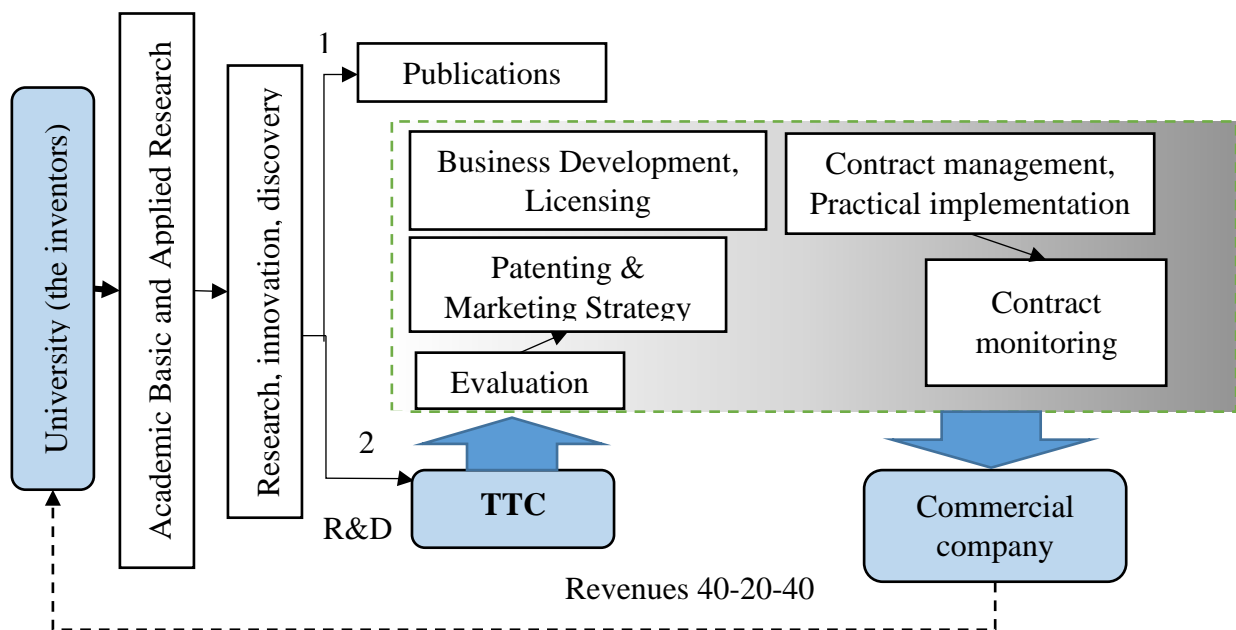 University (the inventors)
Academic Basic and Applied Research
Research, innovation, discovery
1
Publications
Business Development,
Licensing
Patenting &
Marketing Strategy
Evaluation
Contract management,
Practical implementation
Contract
monitoring
2
R&D
TTC
Commercial
company
Revenues 40-20-40